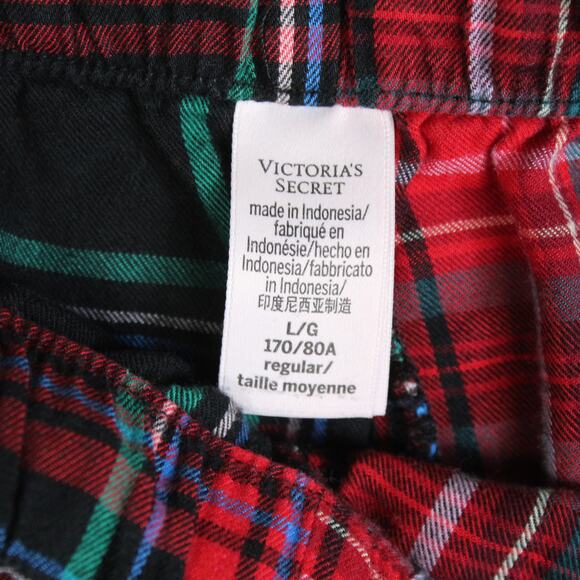 VICTORIA'S
SECRET
made in Indonesia/
fabriqué en
Indonésie/hecho en
Indonesia/fabbricato
in Indonesia/
印度尼西亚制造
L/G
170/80A
regular/
taille moyenne